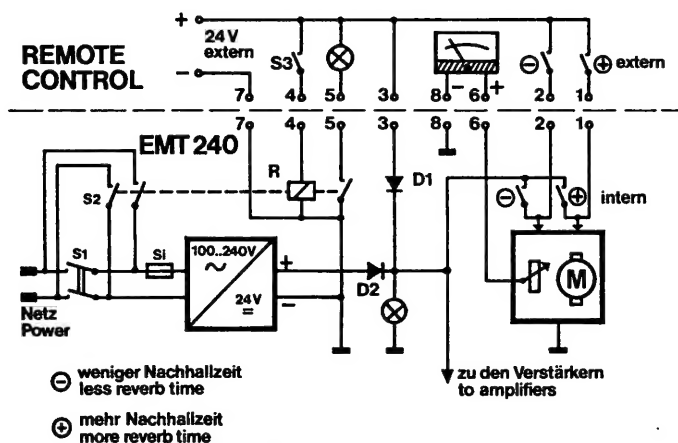 REMOTE
CONTROL
+ 24V
- extern
S3
- +
⊖ ⊕ extern
7 4 5 3 8 6 2 1
7 4 5 3 8 6 2 1
EMT 240
R
D1
S2
⊖ ⊕ intern
S1
Si
100..240V
~
24V
=
+
-
D2
M
Netz
Power
zu den Verstärkern
to amplifiers
⊖ weniger Nachhallzeit
less reverb time
⊕ mehr Nachhallzeit
more reverb time